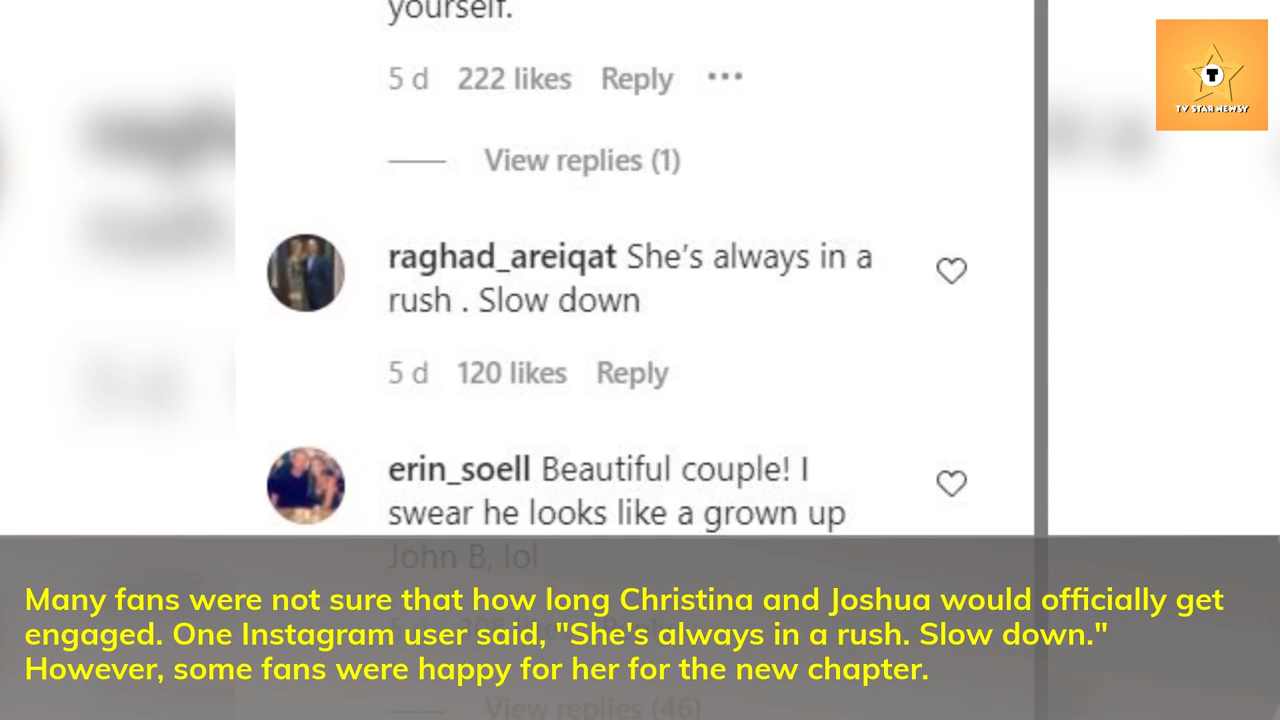 yourself.
5 d 222 likes Reply •••
View replies (1)
raghad_areiqat She's always in a
rush . Slow down
5 d 120 likes Reply
erin_soell Beautiful couple! I
swear he looks like a grown up
John B, lol
Many fans were not sure that how long Christina and Joshua would officially get
engaged. One Instagram user said, "She's always in a rush. Slow down."
However, some fans were happy for her for the new chapter.
View replies (46)
T
TV STAR NEWSY